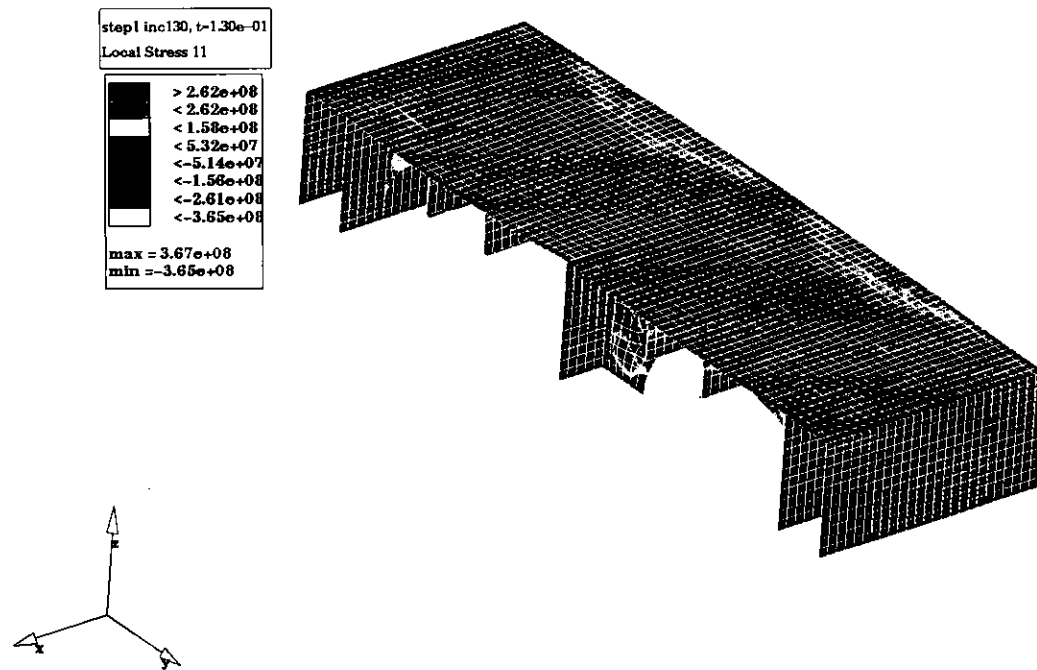 step1 inc130, t=1.30e-01
Local Stress 11
> 2.62e+08
< 2.62e+08
< 1.58e+08
< 5.32e+07
<-5.14e+07
<-1.56e+08
<-2.61e+08
<-3.65e+08
max = 3.67e+08
min =-3.65e+08
z
x
y